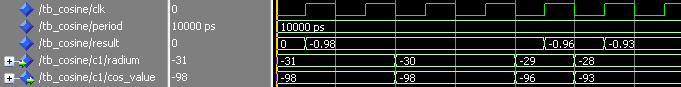 /tb_cosine/clk 0
/tb_cosine/period 10000 ps 10000 ps
/tb_cosine/result 0 0 -0.98 -0.96 -0.93
/tb_cosine/c1/radium -31 -31 -30 -29 -28
/tb_cosine/c1/cos_value -98 -98 -98 -96 -93